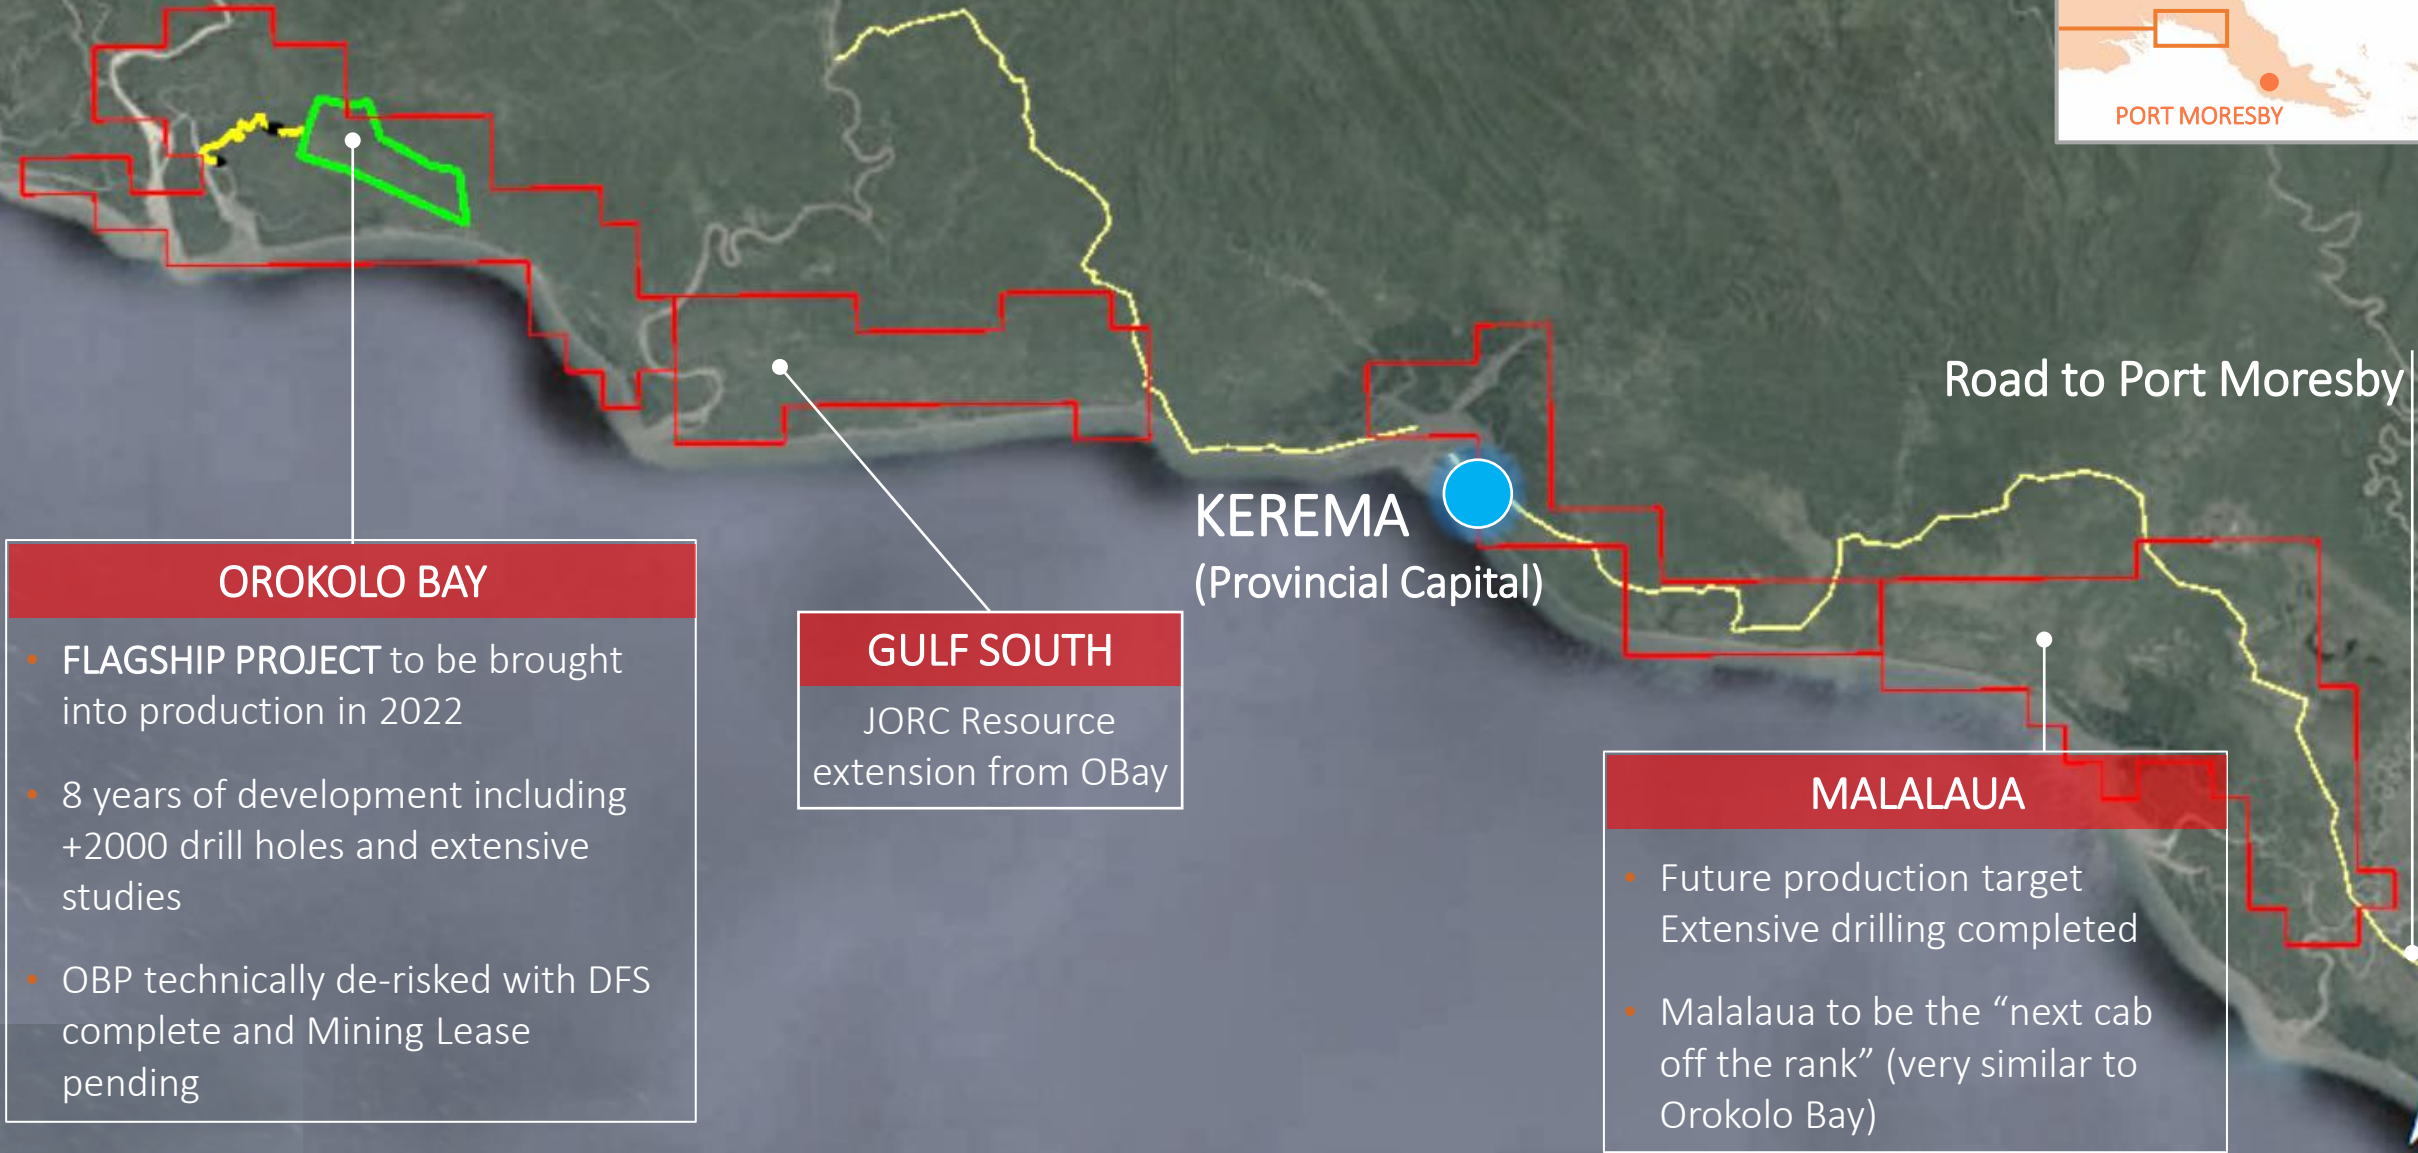 PORT MORESBY
Road to Port Moresby
KEREMA
(Provincial Capital)
OROKOLO BAY
• FLAGSHIP PROJECT to be brought
into production in 2022
• 8 years of development including
+2000 drill holes and extensive
studies
• OBP technically de-risked with DFS
complete and Mining Lease
pending
GULF SOUTH
JORC Resource
extension from OBay
MALALAUA
• Future production target
Extensive drilling completed
• Malalaua to be the “next cab
off the rank” (very similar to
Orokolo Bay)